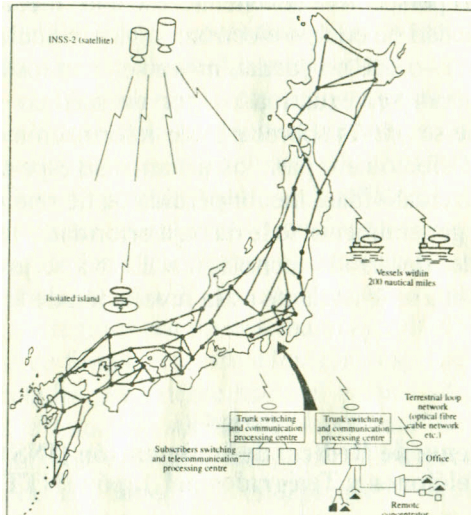 INSS-2 (satellite)
Isolated island
Vessels within
200 nautical miles
Trunk switching
and communication
processing centre
Trunk switching
and communication
processing centre
Terrestrial loop
network
(optical fibre
cable network
etc.)
Subscribers switching
and telecommunication
processing centre
Office
Remote
concentrator